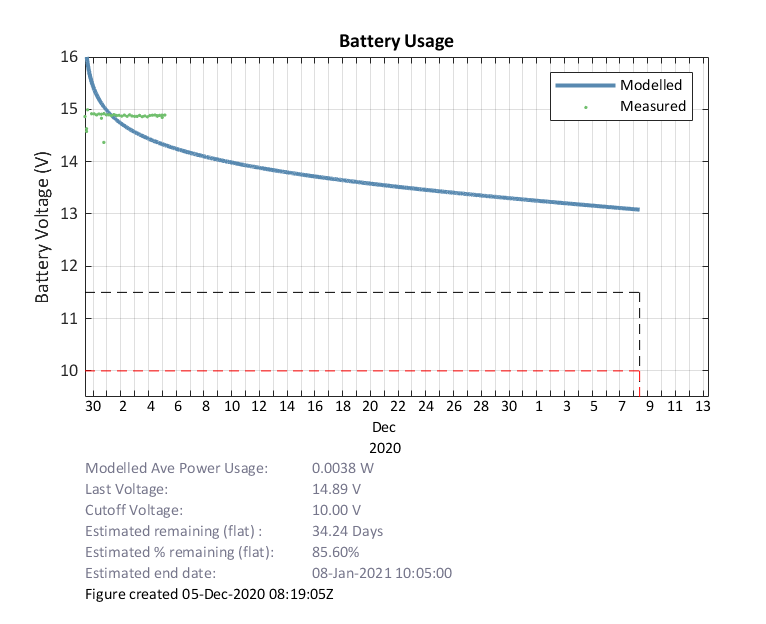 Battery Usage
Battery Voltage (V)
16
15
14
13
12
11
10
Modelled
Measured
30 2 4 6 8 10 12 14 16 18 20 22 24 26 28 30 1 3 5 7 9 11 13
Dec
2020
Modelled Ave Power Usage: 0.0038 W
Last Voltage: 14.89 V
Cutoff Voltage: 10.00 V
Estimated remaining (flat) : 34.24 Days
Estimated % remaining (flat): 85.60%
Estimated end date: 08-Jan-2021 10:05:00
Figure created 05-Dec-2020 08:19:05Z